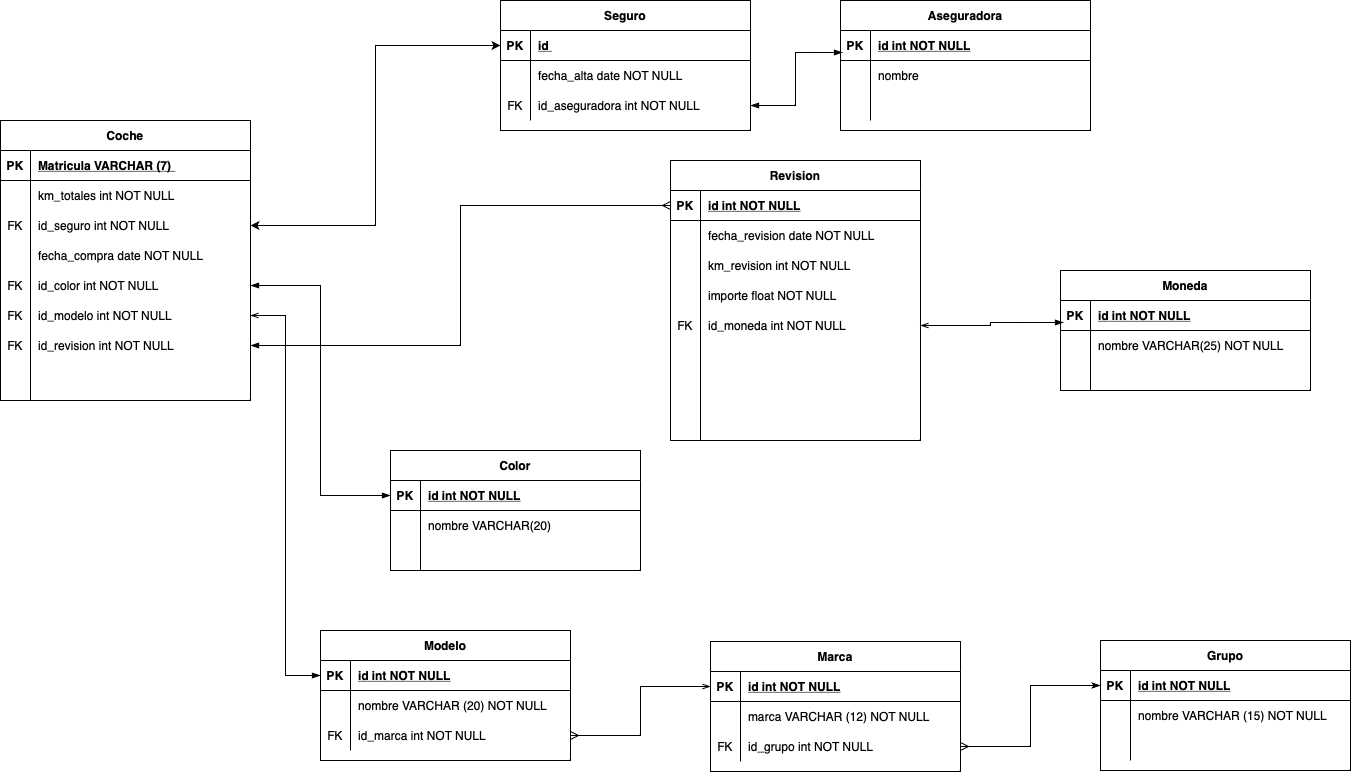 Seguro
PK id
fecha_alta date NOT NULL
FK id_aseguradora int NOT NULL
Aseguradora
PK id int NOT NULL
nombre
Coche
PK Matricula VARCHAR (7)
km_totales int NOT NULL
FK id_seguro int NOT NULL
fecha_compra date NOT NULL
FK id_color int NOT NULL
FK id_modelo int NOT NULL
FK id_revision int NOT NULL
Revision
PK id int NOT NULL
fecha_revision date NOT NULL
km_revision int NOT NULL
importe float NOT NULL
FK id_moneda int NOT NULL
Moneda
PK id int NOT NULL
nombre VARCHAR(25) NOT NULL
Color
PK id int NOT NULL
nombre VARCHAR(20)
Modelo
PK id int NOT NULL
nombre VARCHAR (20) NOT NULL
FK id_marca int NOT NULL
Marca
PK id int NOT NULL
marca VARCHAR (12) NOT NULL
FK id_grupo int NOT NULL
Grupo
PK id int NOT NULL
nombre VARCHAR (15) NOT NULL